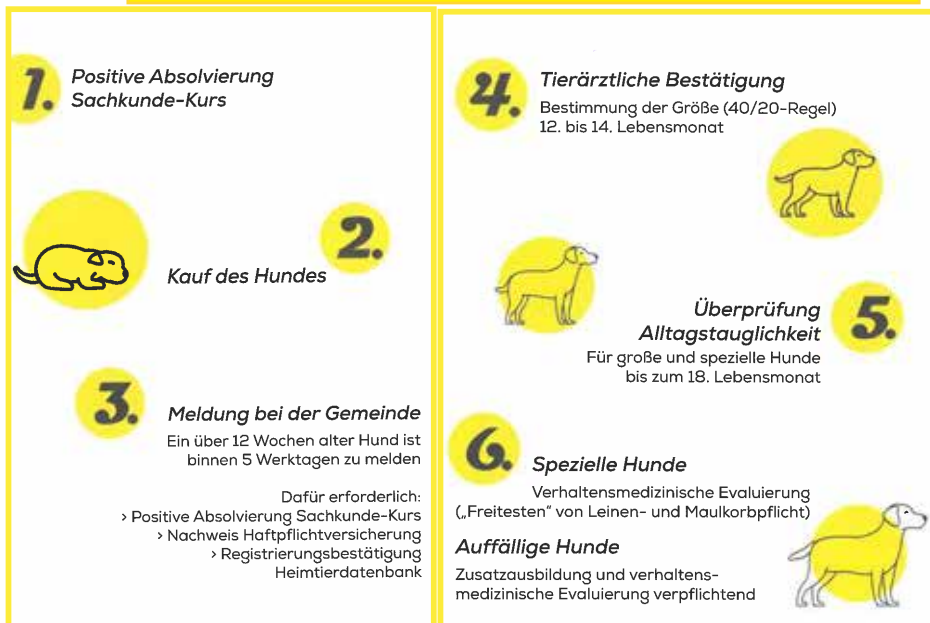 1.
Positive Absolvierung
Sachkunde-Kurs
2.
Kauf des Hundes
3.
Meldung bei der Gemeinde
Ein über 12 Wochen alter Hund ist
binnen 5 Werktagen zu melden
Dafür erforderlich:
› Positive Absolvierung Sachkunde-Kurs
› Nachweis Haftpflichtversicherung
› Registrierungsbestätigung
Heimtierdatenbank
4.
Tierärztliche Bestätigung
Bestimmung der Größe (40/20-Regel)
12. bis 14. Lebensmonat
5.
Überprüfung
Alltagstauglichkeit
Für große und spezielle Hunde
bis zum 18. Lebensmonat
6.
Spezielle Hunde
Verhaltensmedizinische Evaluierung
(„Freitesten“ von Leinen- und Maulkorbpflicht)
Auffällige Hunde
Zusatzausbildung und verhaltens-
medizinische Evaluierung verpflichtend